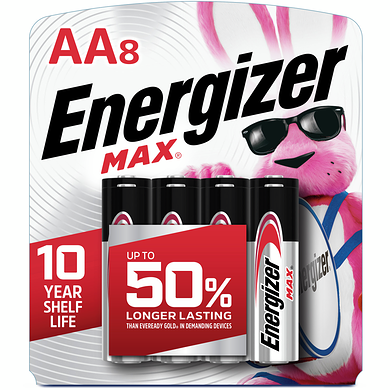 AA8
Energizer
MAX®
10
YEAR
SHELF
LIFE
UP TO
50%
LONGER LASTING
THAN EVEREADY GOLD® IN DEMANDING DEVICES
Energizer
MAX